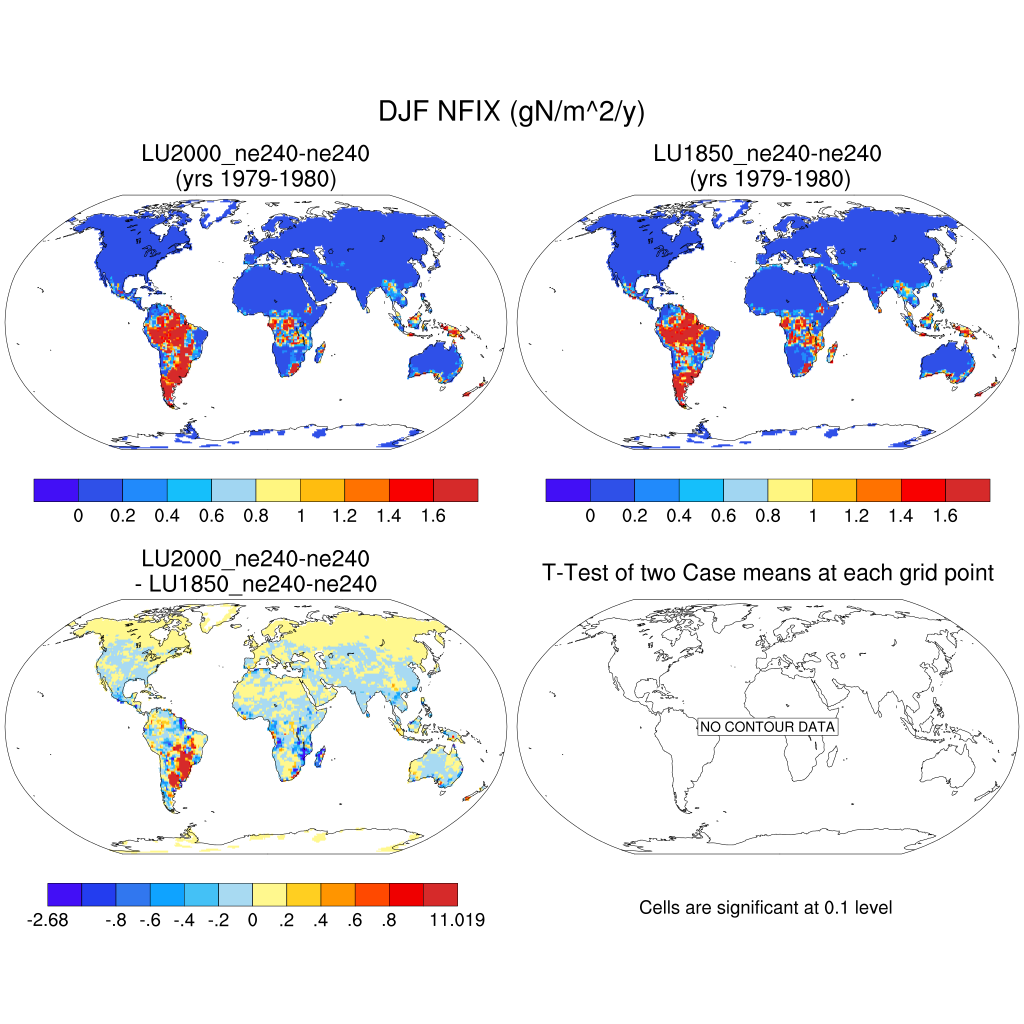 DJF NFIX (gN/m^2/y)
LU2000_ne240-ne240
(yrs 1979-1980)
LU1850_ne240-ne240
(yrs 1979-1980)
0 0.2 0.4 0.6 0.8 1 1.2 1.4 1.6
0 0.2 0.4 0.6 0.8 1 1.2 1.4 1.6
LU2000_ne240-ne240
- LU1850_ne240-ne240
T-Test of two Case means at each grid point
NO CONTOUR DATA
-2.68 -.8 -.6 -.4 -.2 0 .2 .4 .6 .8 11.019
Cells are significant at 0.1 level